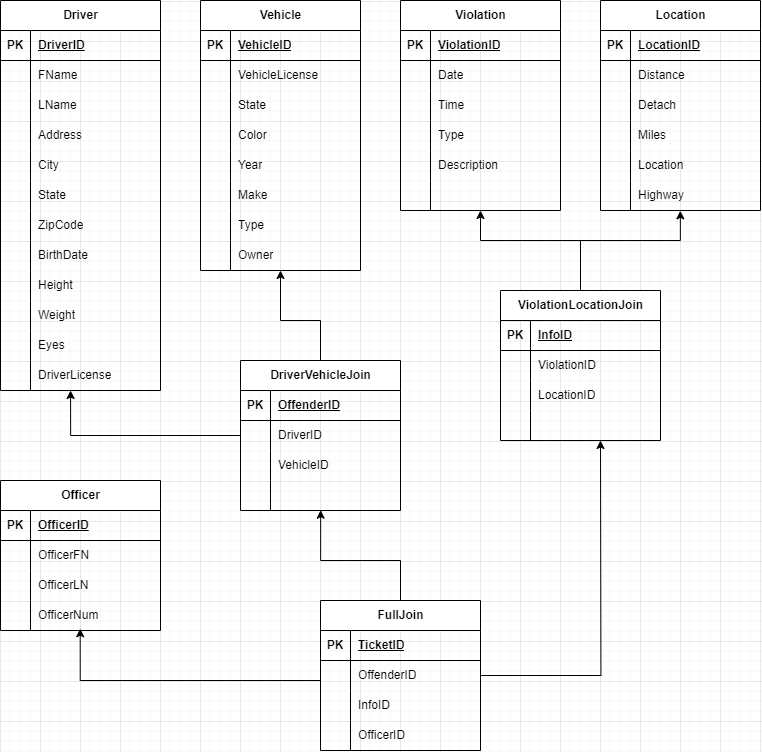 Driver
PK DriverID
FName
LName
Address
City
State
ZipCode
BirthDate
Height
Weight
Eyes
DriverLicense
Vehicle
PK VehicleID
VehicleLicense
State
Color
Year
Make
Type
Owner
Violation
PK ViolationID
Date
Time
Type
Description
Location
PK LocationID
Distance
Detach
Miles
Location
Highway
ViolationLocationJoin
PK InfoID
ViolationID
LocationID
DriverVehicleJoin
PK OffenderID
DriverID
VehicleID
Officer
PK OfficerID
OfficerFN
OfficerLN
OfficerNum
FullJoin
PK TicketID
OffenderID
InfoID
OfficerID